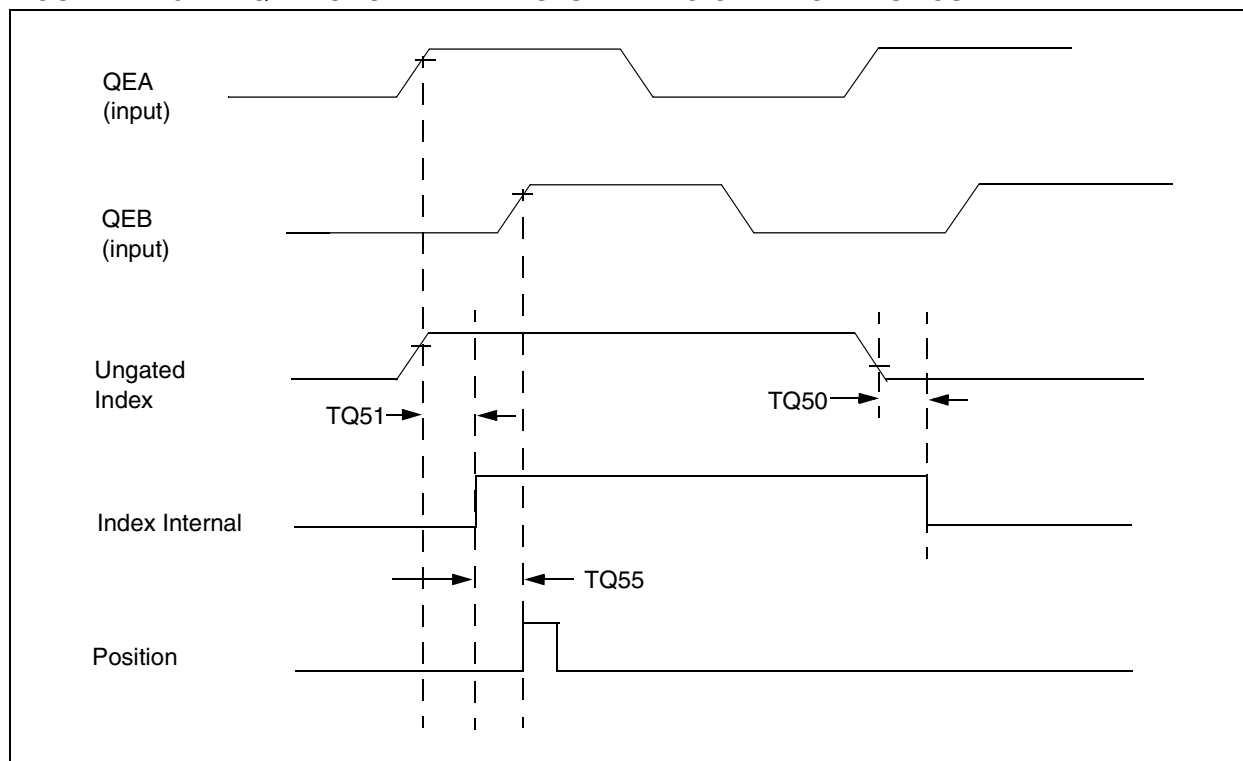 QEA
(input)
QEB
(input)
Ungated
Index
TQ51
TQ50
Index Internal
TQ55
Position